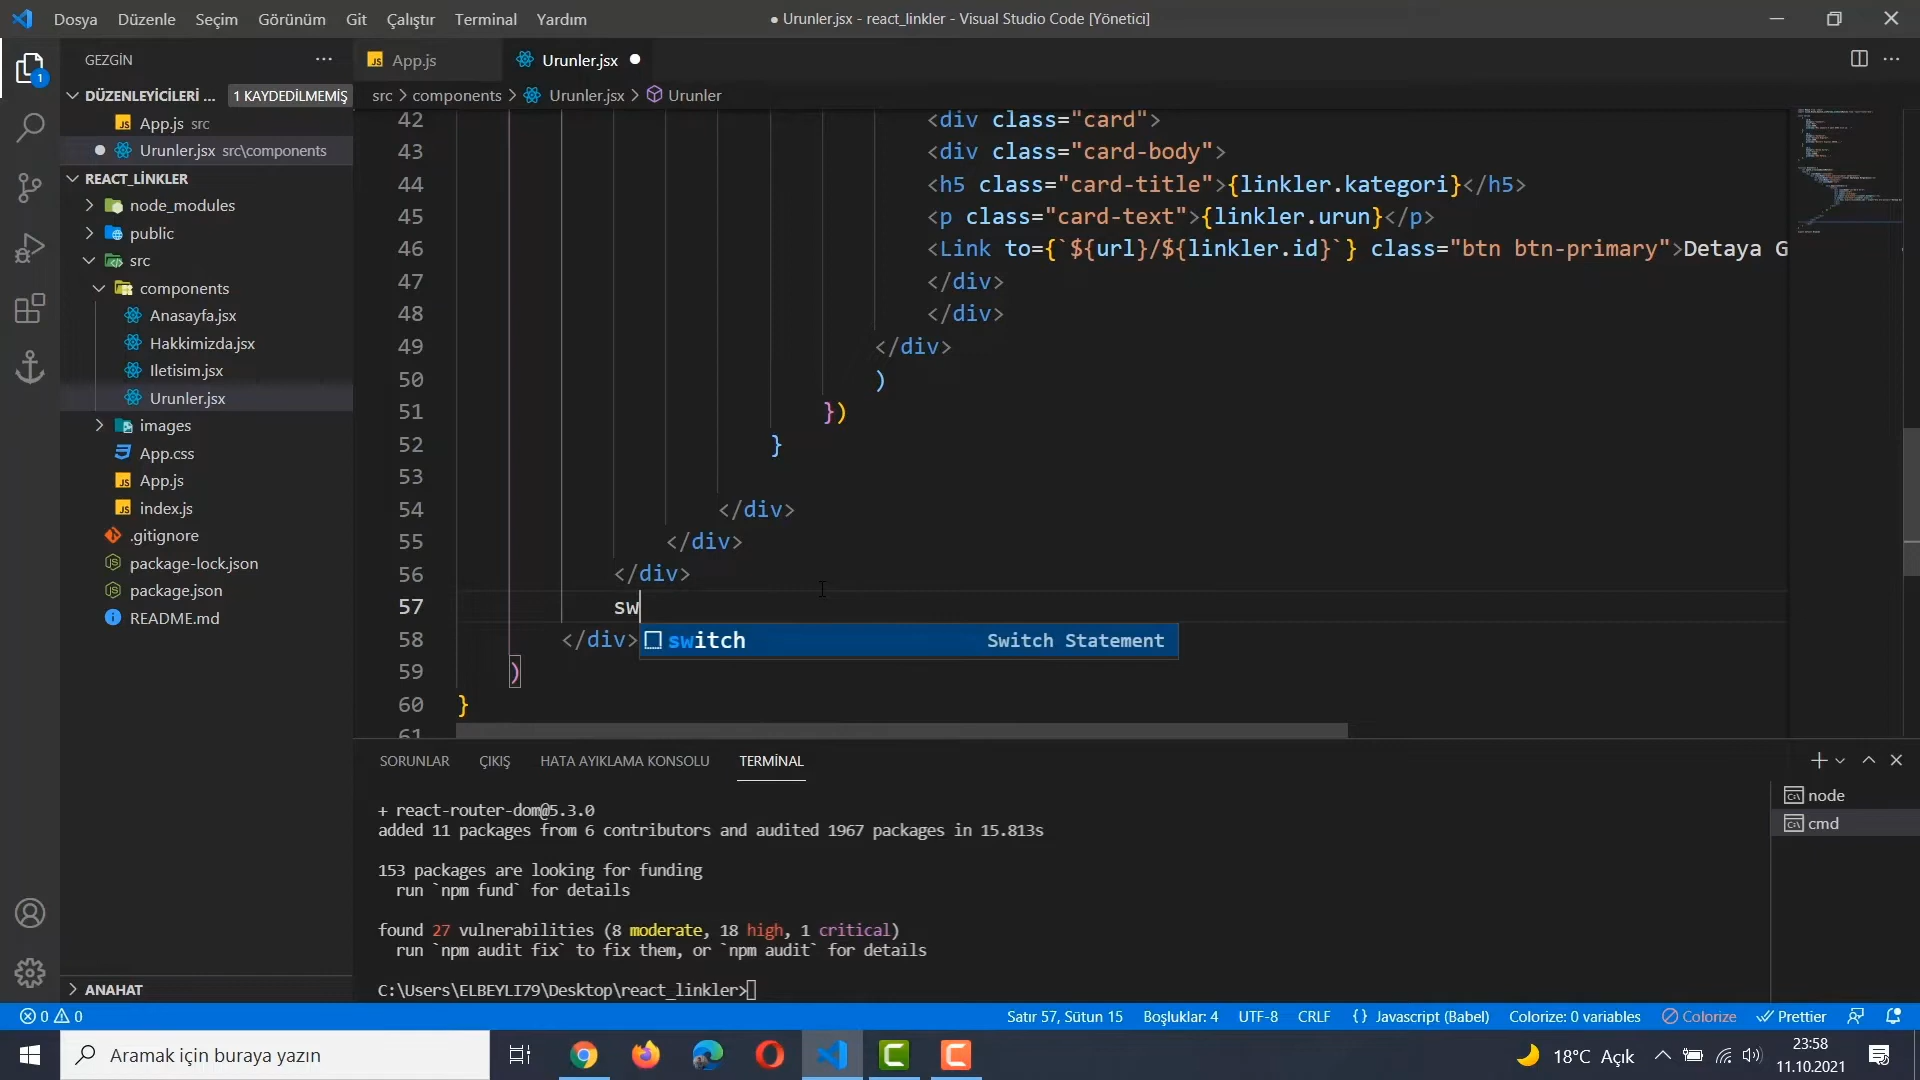 Dosya Düzenle Seçim Görünüm Git Çalıştır Terminal Yardım
● Urunler.jsx - react_linkler - Visual Studio Code [Yönetici]
GEZGİN ···
App.js
Urunler.jsx ●
DÜZENLEYİCİLERİ ... 1 KAYDEDİLMEMİŞ
src > components > Urunler.jsx > Urunler
App.js src
Urunler.jsx src\components
REACT_LİNKLER
node_modules
public
src
components
Anasayfa.jsx
Hakkimizda.jsx
Iletisim.jsx
Urunler.jsx
images
App.css
App.js
index.js
.gitignore
package-lock.json
package.json
README.md
ANAHAT
1
42 <div class="card">
43 <div class="card-body">
44 <h5 class="card-title">{linkler.kategori}</h5>
45 <p class="card-text">{linkler.urun}</p>
46 <Link to={`${url}/${linkler.id}`} class="btn btn-primary">Detaya G
47 </div>
48 </div>
49 </div>
50 )
51 })
52 }
53
54 </div>
55 </div>
56 </div>
57 sw
58 </div>
switch Switch Statement
59 )
60 }
61
SORUNLAR ÇIKIŞ HATA AYIKLAMA KONSOLU TERMİNAL
node
cmd
+ react-router-dom@5.3.0
added 11 packages from 6 contributors and audited 1967 packages in 15.813s
153 packages are looking for funding
run `npm fund` for details
found 27 vulnerabilities (8 moderate, 18 high, 1 critical)
run `npm audit fix` to fix them, or `npm audit` for details
C:\Users\ELBEYLI79\Desktop\react_linkler>
0 0 Satır 57, Sütun 15 Boşluklar: 4 UTF-8 CRLF {} Javascript (Babel) Colorize: 0 variables Colorize Prettier
Aramak için buraya yazın
18°C Açık
23:58
11.10.2021